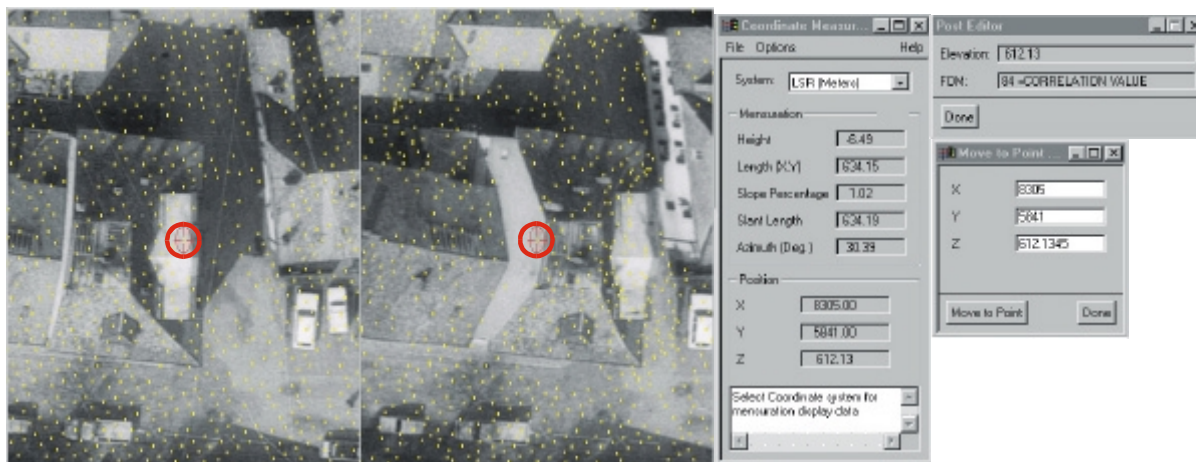 Coordinate Measur...
File Options Help
System: LSR (Meters)
Mensuration
Height -6.49
Length (X,Y) 634.15
Slope Percentage 1.02
Slant Length 634.19
Azimuth (Deg.) 30.39
Position
X 8305.00
Y 5841.00
Z 612.13
Select Coordinate system for
mensuration display data
Post Editor
Elevation: 612.13
FOM: 84 =CORRELATION VALUE
Done
Move to Point ...
X 8305
Y 5841
Z 612.1345
Move to Point Done